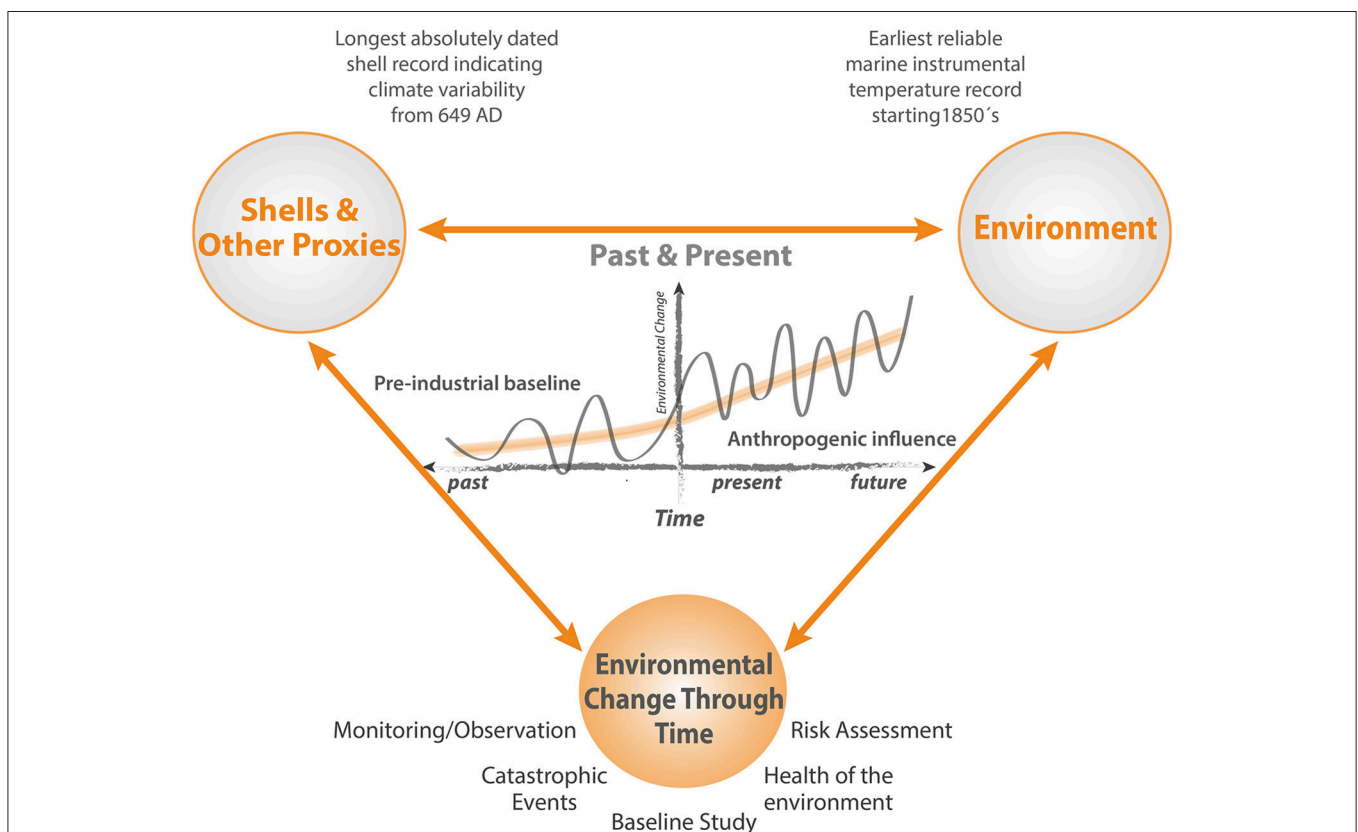 Longest absolutely dated
shell record indicating
climate variability
from 649 AD
Earliest reliable
marine instrumental
temperature record
starting1850´s
Shells &
Other Proxies
Environment
Past & Present
Environmental Change
Pre-industrial baseline
Anthropogenic influence
past
present
future
Time
Environmental
Change Through
Time
Monitoring/Observation
Risk Assessment
Catastrophic
Events
Health of the
environment
Baseline Study